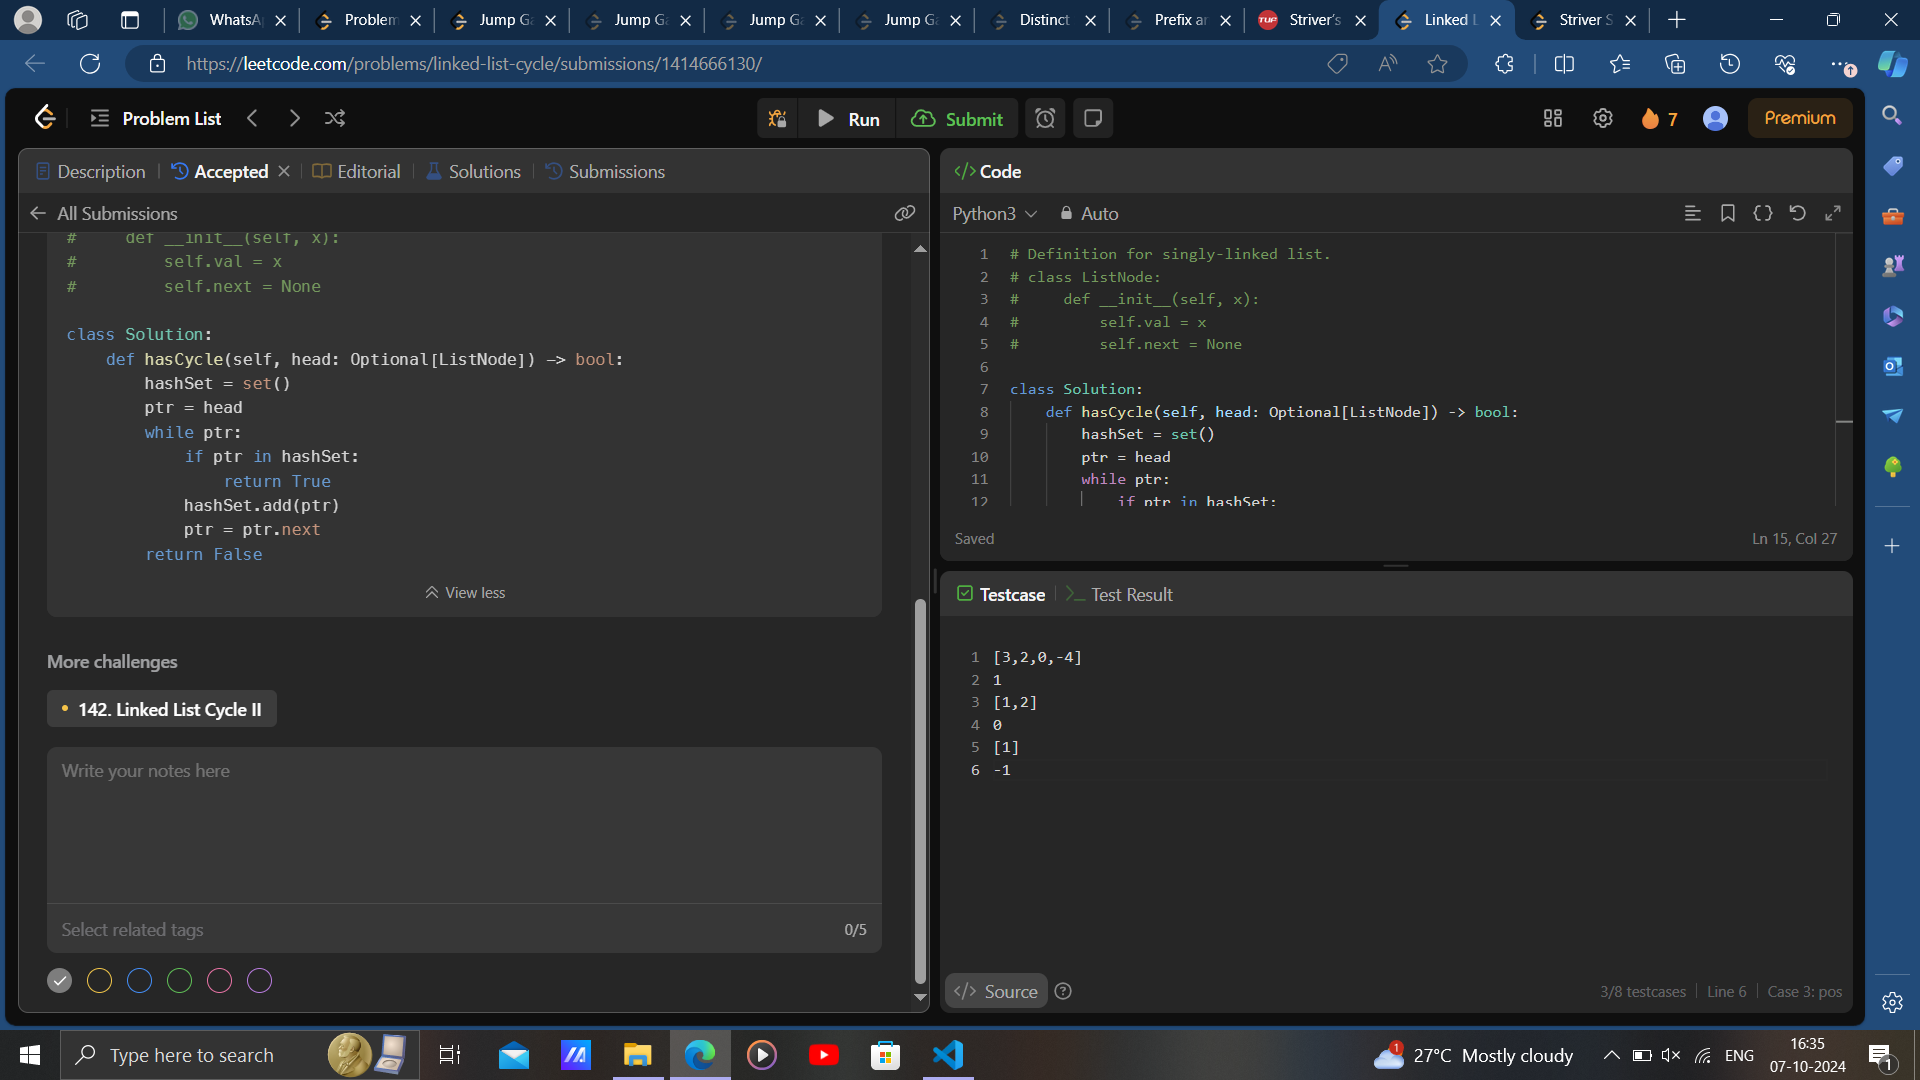 WhatsA
Problem
Jump Ga
Jump Ga
Jump Ga
Jump Ga
Distinct
Prefix ar
TUF
Striver's
Linked L
Striver S
https://leetcode.com/problems/linked-list-cycle/submissions/1414666130/
Problem List
Run
Submit
7
Premium
Description
Accepted
Editorial
Solutions
Submissions
All Submissions
#     def __init__(self, x):
#         self.val = x
#         self.next = None
class Solution:
    def hasCycle(self, head: Optional[ListNode]) -> bool:
        hashSet = set()
        ptr = head
        while ptr:
            if ptr in hashSet:
                return True
            hashSet.add(ptr)
            ptr = ptr.next
        return False
View less
More challenges
142. Linked List Cycle II
Write your notes here
Select related tags
0/5
</> Code
Python3
Auto
1 # Definition for singly-linked list.
2 # class ListNode:
3 #     def __init__(self, x):
4 #         self.val = x
5 #         self.next = None
6
7 class Solution:
8     def hasCycle(self, head: Optional[ListNode]) -> bool:
9         hashSet = set()
10         ptr = head
11         while ptr:
12             if ptr in hashSet:
Saved
Ln 15, Col 27
Testcase
Test Result
1 [3,2,0,-4]
2 1
3 [1,2]
4 0
5 [1]
6 -1
</> Source
3/8 testcases
Line 6
Case 3: pos
Type here to search
1
27°C Mostly cloudy
ENG
16:35
07-10-2024
1